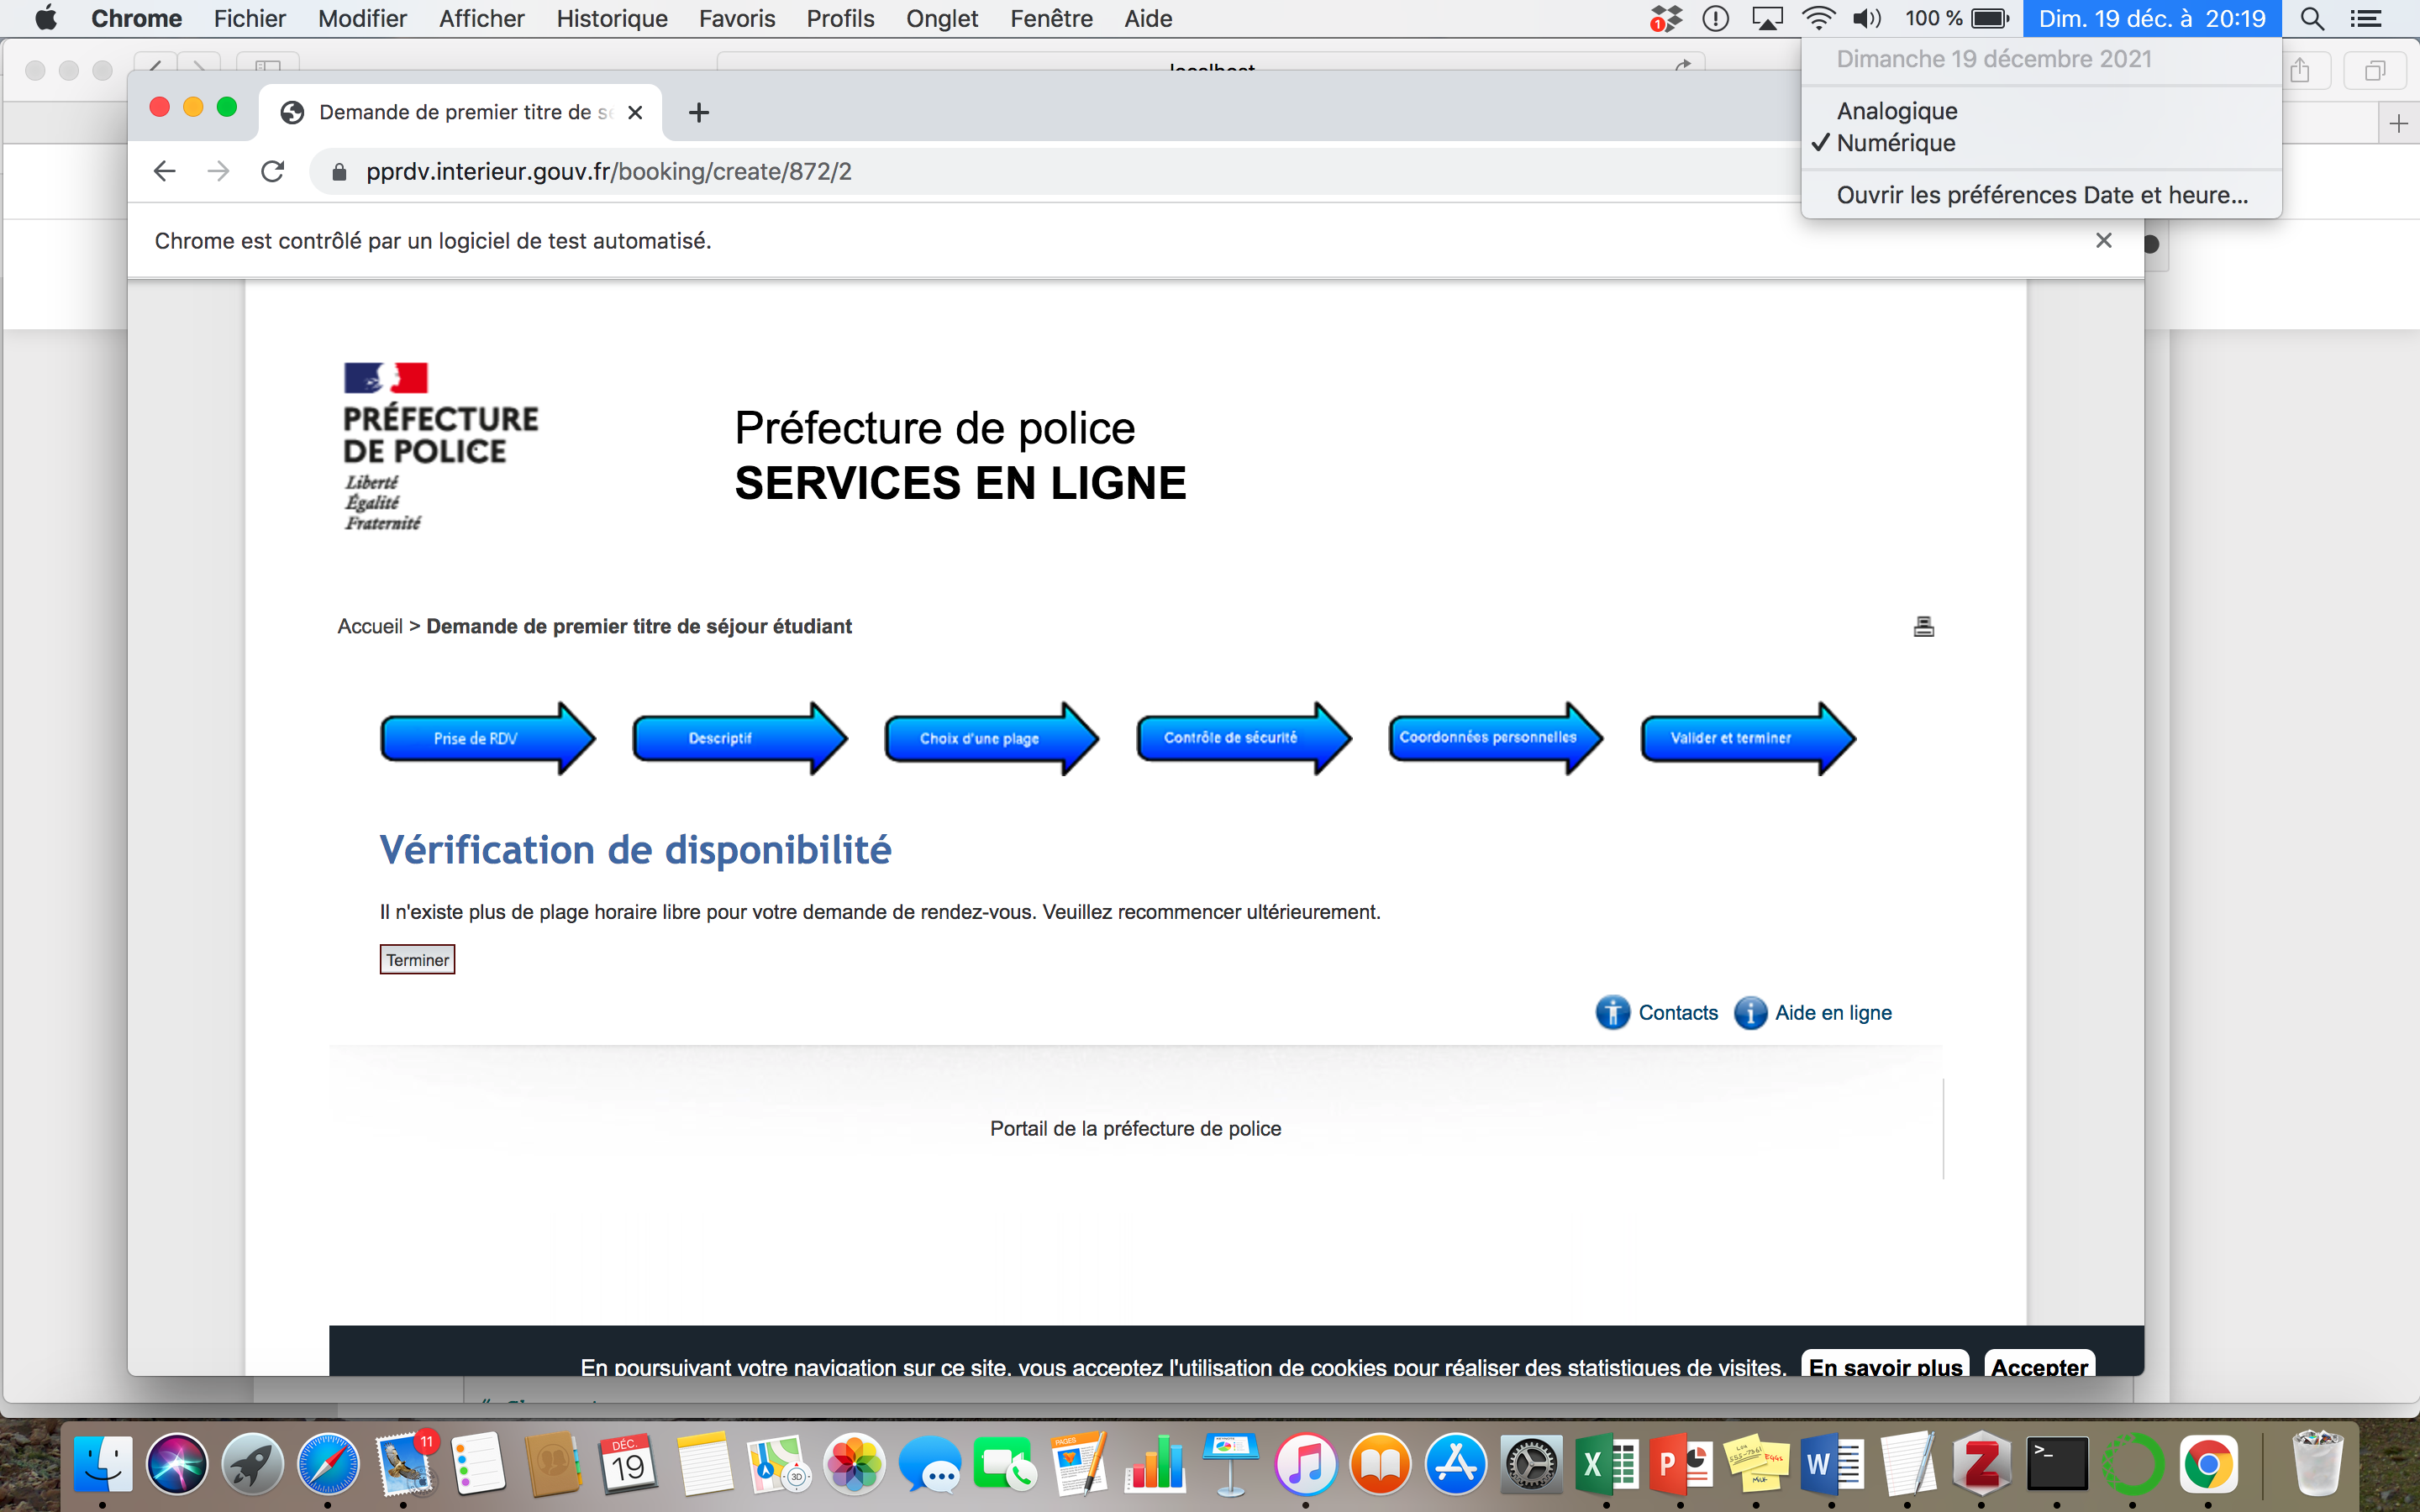 Chrome Fichier Modifier Afficher Historique Favoris Profils Onglet Fenêtre Aide 1 100 % Dim. 19 déc. à 20:19
Dimanche 19 décembre 2021
Analogique
✓ Numérique
Ouvrir les préférences Date et heure...
Demande de premier titre de s
pprdv.interieur.gouv.fr/booking/create/872/2
Chrome est contrôlé par un logiciel de test automatisé.
PRÉFECTURE
DE POLICE
Liberté
Égalité
Fraternité
Préfecture de police
SERVICES EN LIGNE
Accueil > Demande de premier titre de séjour étudiant
Prise de RDV
Descriptif
Choix d'une plage
Contrôle de sécurité
Coordonnées personnelles
Valider et terminer
Vérification de disponibilité
Il n'existe plus de plage horaire libre pour votre demande de rendez-vous. Veuillez recommencer ultérieurement.
Terminer
Contacts
Aide en ligne
Portail de la préfecture de police
En poursuivant votre navigation sur ce site, vous acceptez l'utilisation de cookies pour réaliser des statistiques de visites. En savoir plus Accepter
11
DÉC.
19
3D
PAGES
X
P
W
Z
>_